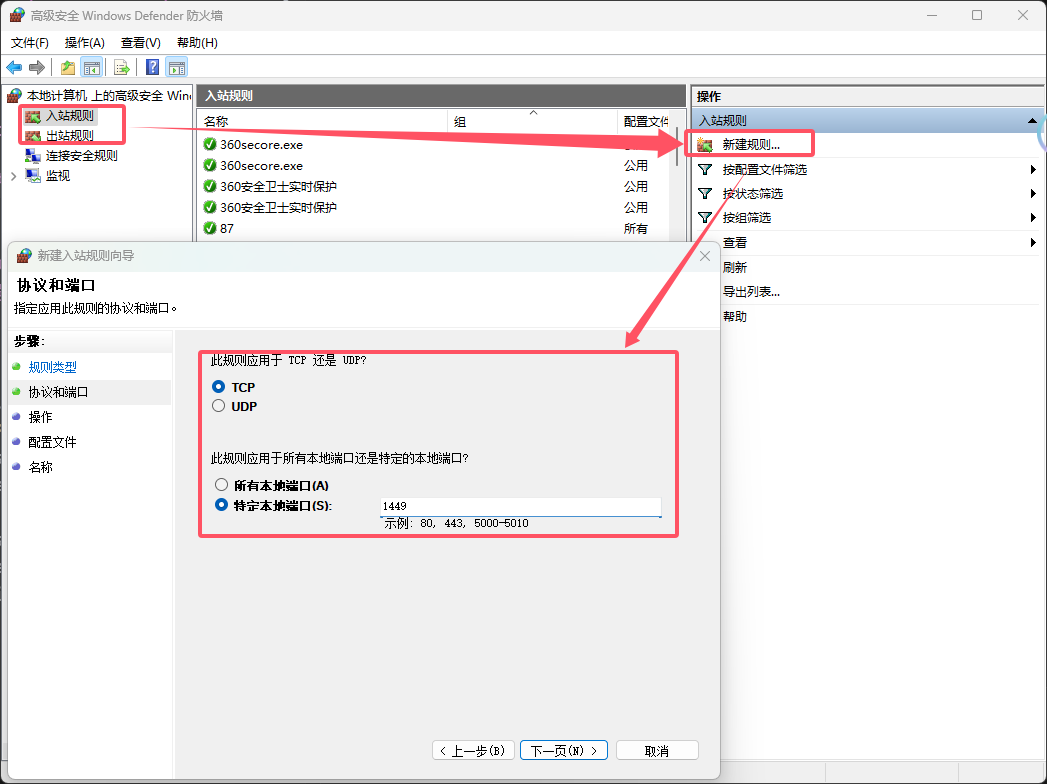 高级安全 Windows Defender 防火墙
文件(F) 操作(A) 查看(V) 帮助(H)
本地计算机 上的高级安全 Win
入站规则
出站规则
连接安全规则
监视
入站规则
名称 组 配置文件
360secore.exe
360secore.exe 公用
360安全卫士实时保护 公用
360安全卫士实时保护 公用
87 所有
操作
入站规则
新建规则...
按配置文件筛选
按状态筛选
按组筛选
查看
刷新
导出列表...
帮助
新建入站规则向导
协议和端口
指定应用此规则的协议和端口。
步骤:
规则类型
协议和端口
操作
配置文件
名称
此规则应用于 TCP 还是 UDP?
TCP
UDP
此规则应用于所有本地端口还是特定的本地端口?
所有本地端口(A)
特定本地端口(S): 1449
示例: 80, 443, 5000-5010
< 上一步(B) 下一页(N) > 取消